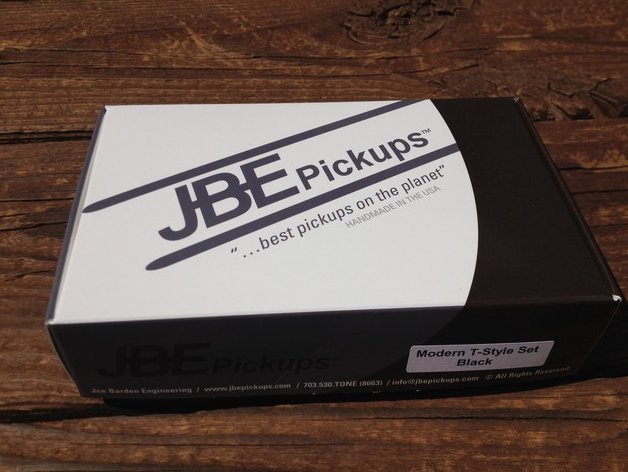 JBE Pickups™
"...best pickups on the planet"
HANDMADE IN THE USA
JBE Pickups™
Modern T-Style Set
Black
Joe Barden Engineering / www.jbepickups.com / 703.530.TONE (8663) / info@jbepickups.com © All Rights Reserved